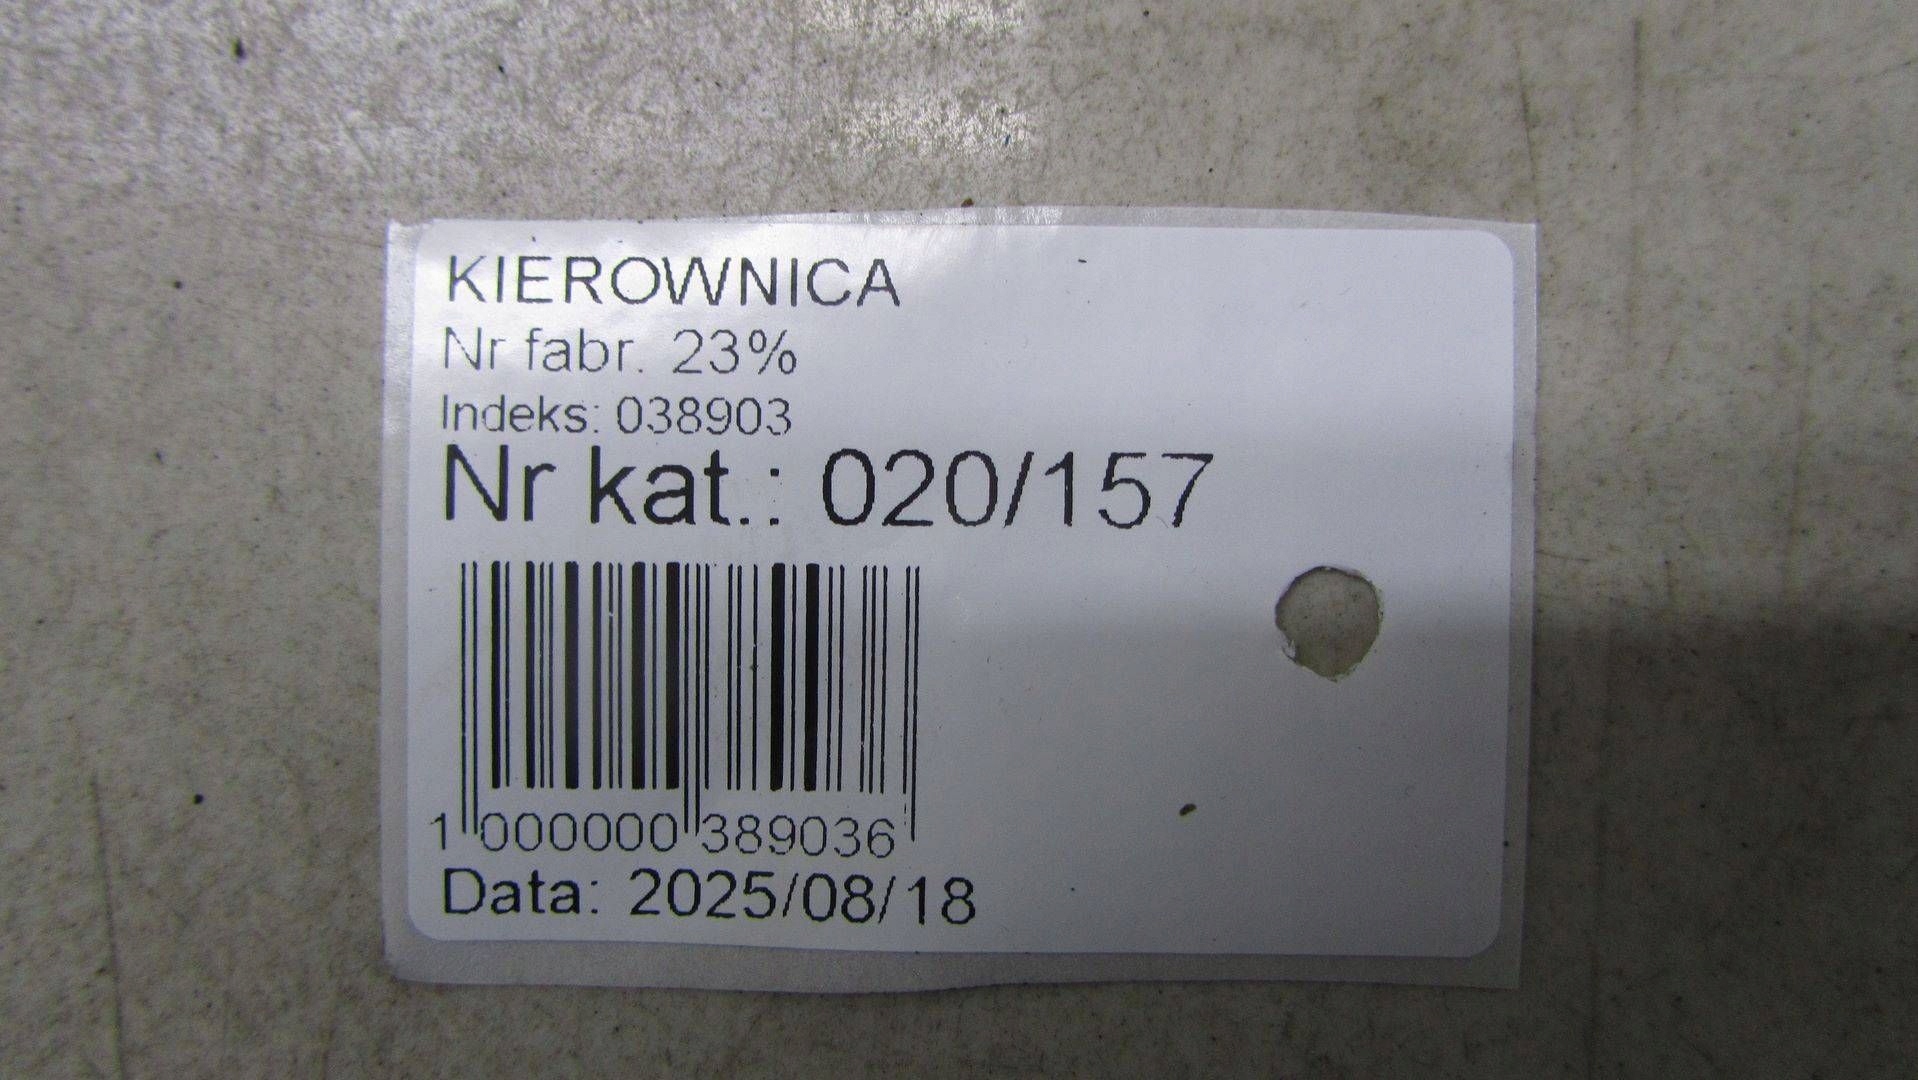 KIEROWNICA
Nr fabr. 23%
Indeks: 038903
Nr kat.: 020/157
1 000000 389036
Data: 2025/08/18